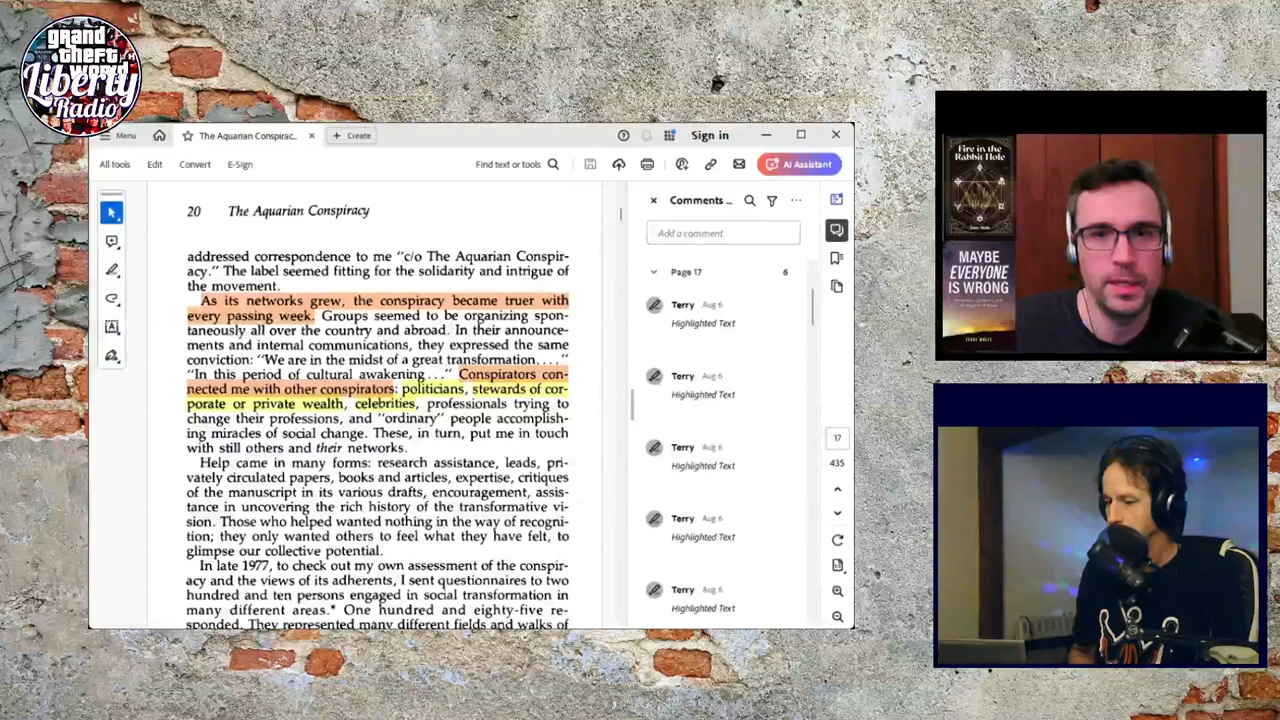 grand
theft
world
Liberty
Radio
Menu
The Aquarian Conspirac...
Create
Sign in
All tools
Edit
Convert
E-Sign
Find text or tools
AI Assistant
20 The Aquarian Conspiracy
addressed correspondence to me “c/o The Aquarian Conspir-
acy.” The label seemed fitting for the solidarity and intrigue of
the movement.
As its networks grew, the conspiracy became truer with
every passing week. Groups seemed to be organizing spon-
taneously all over the country and abroad. In their announce-
ments and internal communications, they expressed the same
conviction: “We are in the midst of a great transformation. . . .”
“In this period of cultural awakening . . .” Conspirators con-
nected me with other conspirators: politicians, stewards of cor-
porate or private wealth, celebrities, professionals trying to
change their professions, and “ordinary” people accomplish-
ing miracles of social change. These, in turn, put me in touch
with still others and their networks.
Help came in many forms: research assistance, leads, pri-
vately circulated papers, books and articles, expertise, critiques
of the manuscript in its various drafts, encouragement, assis-
tance in uncovering the rich history of the transformative vi-
sion. Those who helped wanted nothing in the way of recogni-
tion; they only wanted others to feel what they have felt, to
glimpse our collective potential.
In late 1977, to check out my own assessment of the conspir-
acy and the views of its adherents, I sent questionnaires to two
hundred and ten persons engaged in social transformation in
many different areas.* One hundred and eighty-five re-
sponded. They represented many different fields and walks of
Comments ...
Add a comment
Page 17 6
Terry Aug 6
Highlighted Text
Terry Aug 6
Highlighted Text
Terry Aug 6
Highlighted Text
Terry Aug 6
Highlighted Text
Terry Aug 6
Highlighted Text
17
435
Fire in the
Rabbit Hole
MAYBE
EVERYONE
IS WRONG